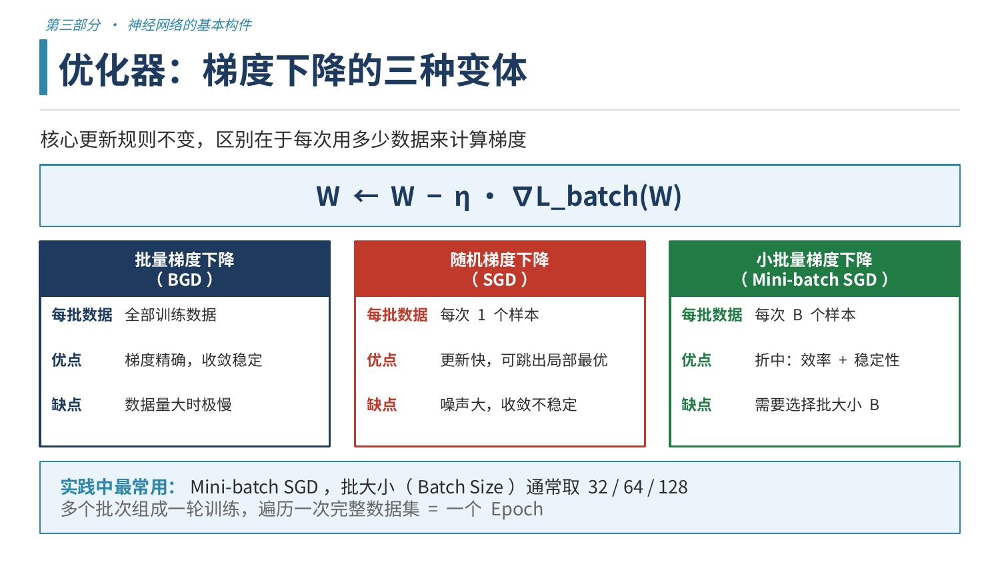 第三部分 · 神经网络的基本构件
优化器：梯度下降的三种变体
核心更新规则不变，区别在于每次用多少数据来计算梯度
W ← W − η · ∇L_batch(W)
批量梯度下降
（ BGD ）
每批数据 全部训练数据
优点 梯度精确，收敛稳定
缺点 数据量大时极慢
随机梯度下降
（ SGD ）
每批数据 每次 1 个样本
优点 更新快，可跳出局部最优
缺点 噪声大，收敛不稳定
小批量梯度下降
（ Mini-batch SGD ）
每批数据 每次 B 个样本
优点 折中：效率 + 稳定性
缺点 需要选择批大小 B
实践中最常用： Mini-batch SGD ，批大小（ Batch Size ）通常取 32 / 64 / 128
多个批次组成一轮训练，遍历一次完整数据集 = 一个 Epoch